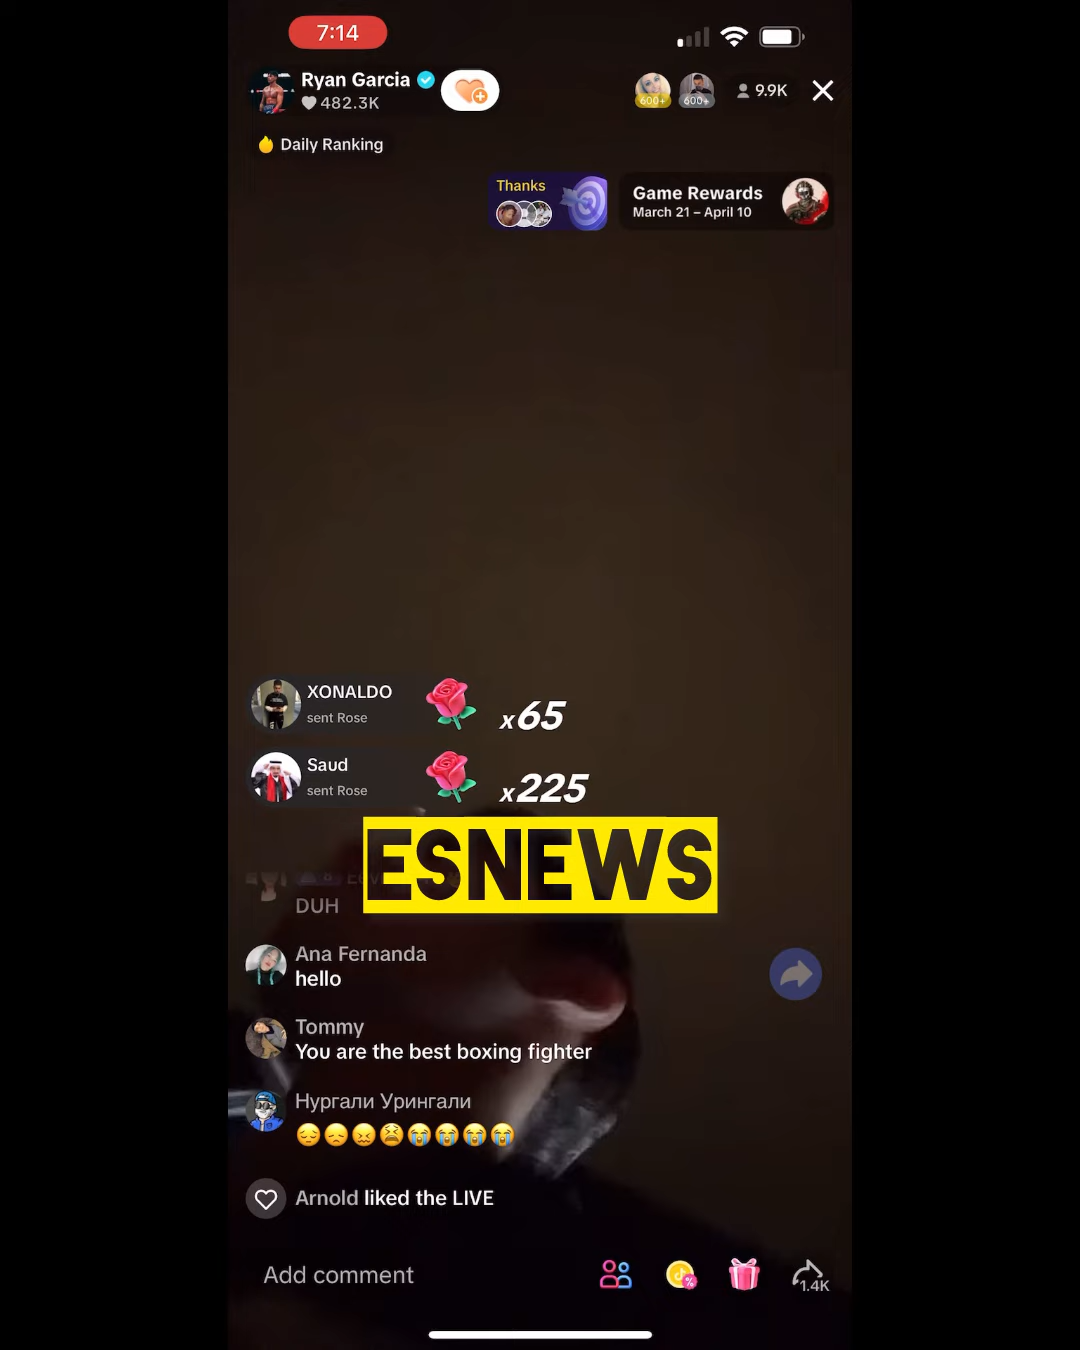 7:14
Ryan Garcia
482.3K
600+
600+
9.9K
Daily Ranking
Thanks
Game Rewards
March 21 – April 10
XONALDO
sent Rose
x65
Saud
sent Rose
x225
ESNEWS
8
DUH
Ana Fernanda
hello
Tommy
You are the best boxing fighter
Нургали Урингали
😔😞😖😫😭😭😭😭
Arnold liked the LIVE
Add comment
1.4K